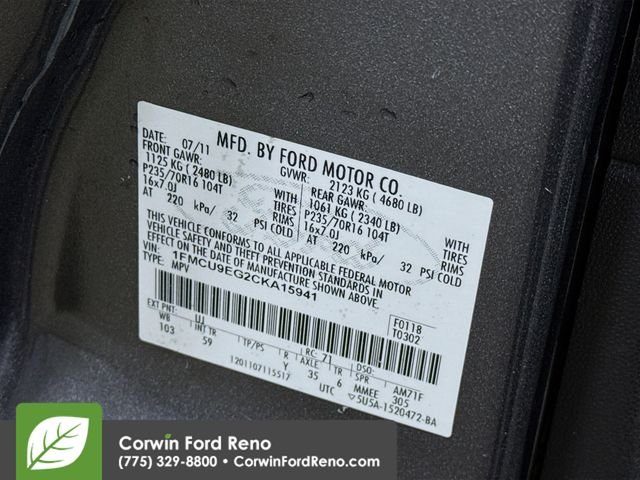 MFD. BY FORD MOTOR CO.
DATE: 07/11 GVWR: 2123 KG ( 4680 LB)
FRONT GAWR: REAR GAWR:
1125 KG ( 2480 LB) 1061 KG ( 2340 LB)
P235/70R16 104T WITH TIRES P235/70R16 104T WITH TIRES
16x7.0J RIMS 16x7.0J RIMS
AT 220 kPa/ 32 PSI COLD AT 220 kPa/ 32 PSI COLD
THIS VEHICLE CONFORMS TO ALL APPLICABLE FEDERAL MOTOR
VEHICLE SAFETY AND THEFT PREVENTION STANDARDS IN
EFFECT ON THE DATE OF MANUFACTURE SHOWN ABOVE.
VIN: 1FMCU9EG2CKA15941
TYPE: MPV
F0118
T0302
EXT PNT: UJ RC: 71 DSO:
WB INT TR TP/PS R AXLE TR SPR AM71F
103 59 Y 35 6 MMEE 305
1201107115517 UTC 5U5A-1520472-BA
Corwin Ford Reno
(775) 329-8800 • CorwinFordReno.com